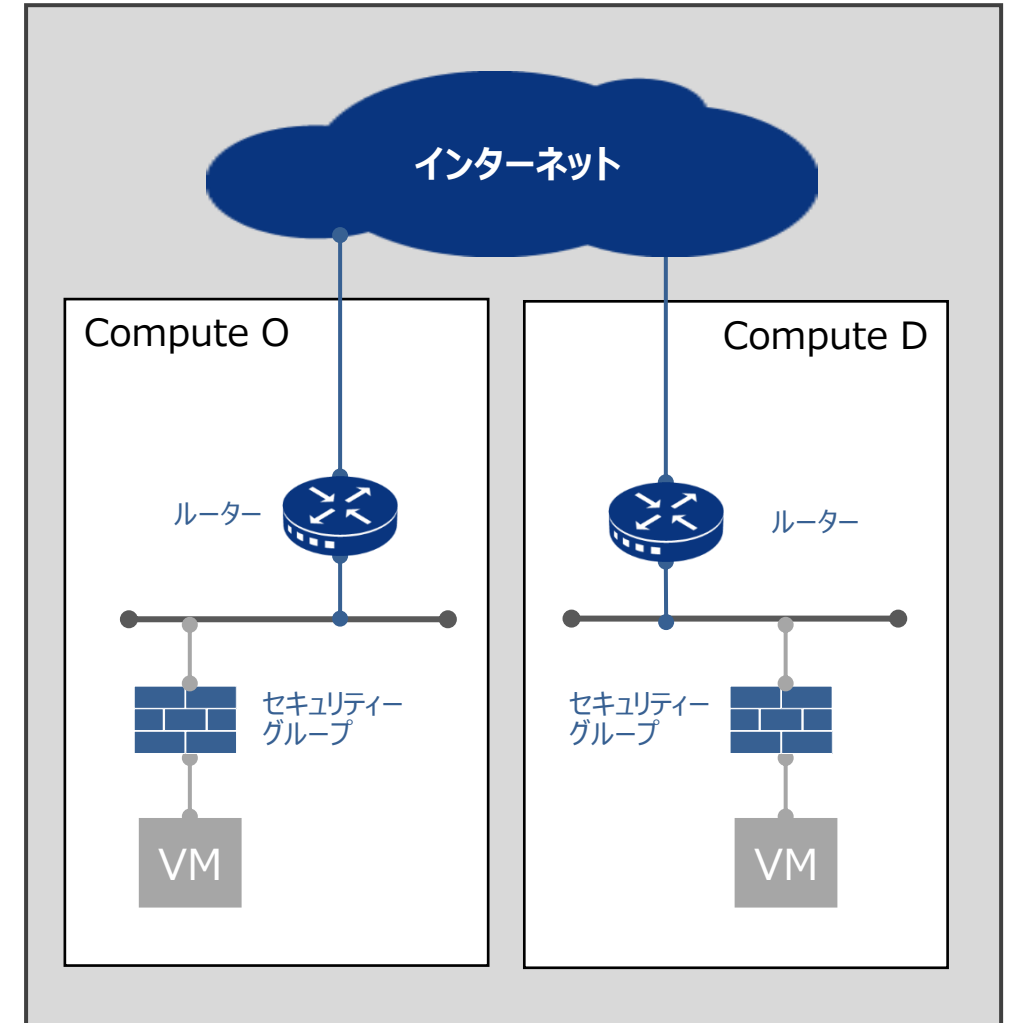 インターネット
Compute O
Compute D
ルーター
ルーター
セキュリティー
グループ
セキュリティー
グループ
VM
VM